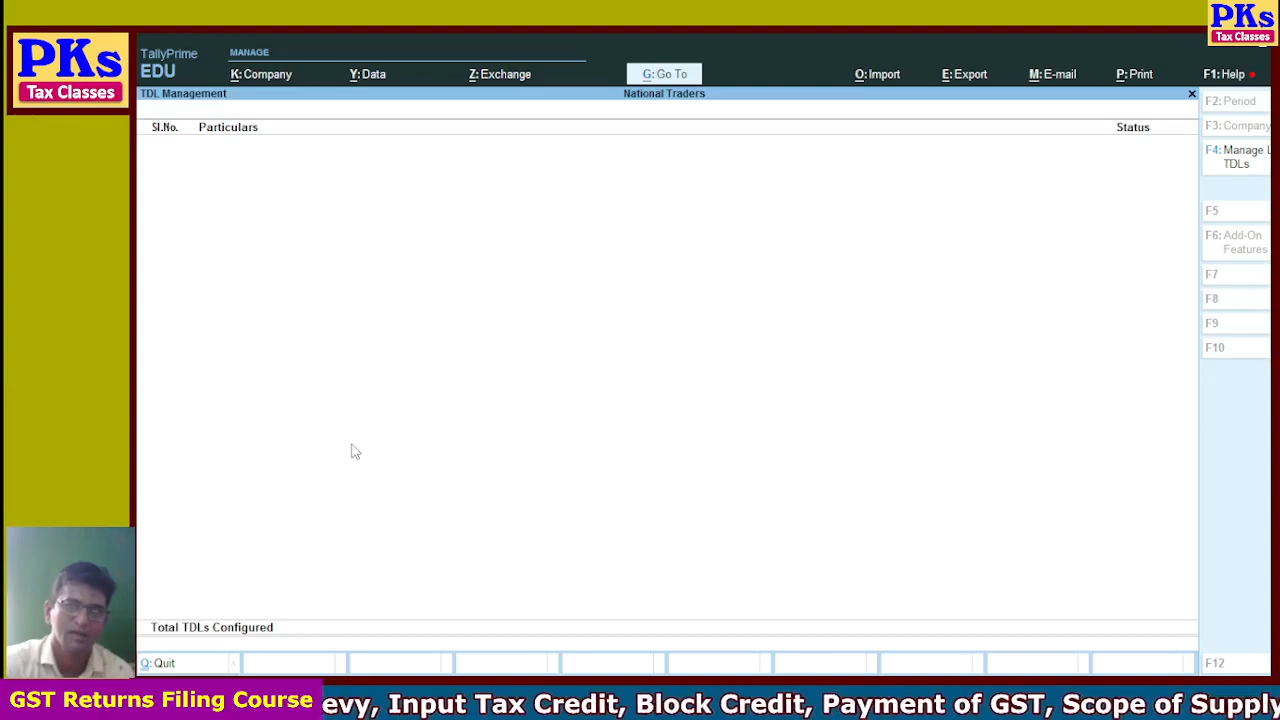 PKs
Tax Classes
PKs
Tax Classes
TallyPrime
EDU
MANAGE
K: Company
Y: Data
Z: Exchange
G: Go To
O: Import
E: Export
M: E-mail
P: Print
F1: Help
TDL Management
National Traders
×
Sl.No.
Particulars
Status
F2: Period
F3: Company
F4: Manage L
TDLs
F5
F6: Add-On
Features
F7
F8
F9
F10
Total TDLs Configured
Q: Quit
^
F12
GST Returns Filing Course
evy, Input Tax Credit, Block Credit, Payment of GST, Scope of Supply